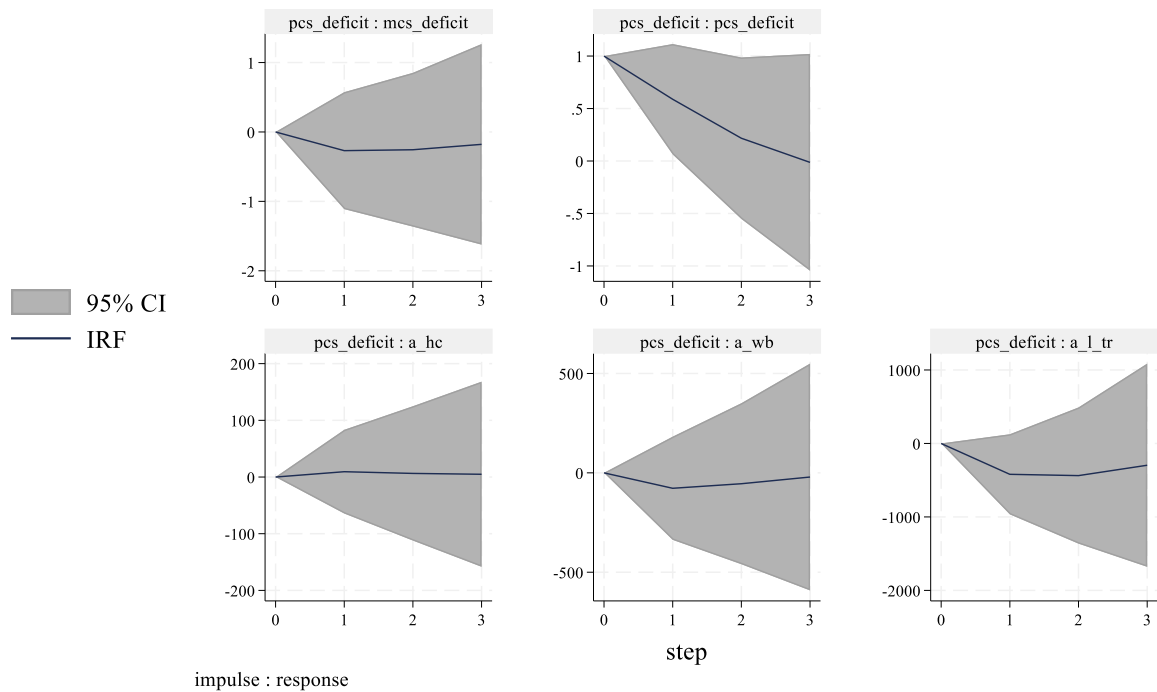 pcs_deficit : mcs_deficit
pcs_deficit : pcs_deficit
1
0
-1
-2
0 1 2 3
1
.5
0
-.5
-1
0 1 2 3
95% CI
IRF
pcs_deficit : a_hc
pcs_deficit : a_wb
pcs_deficit : a_l_tr
200
100
0
-100
-200
0 1 2 3
500
0
-500
0 1 2 3
1000
0
-1000
-2000
0 1 2 3
step
impulse : response